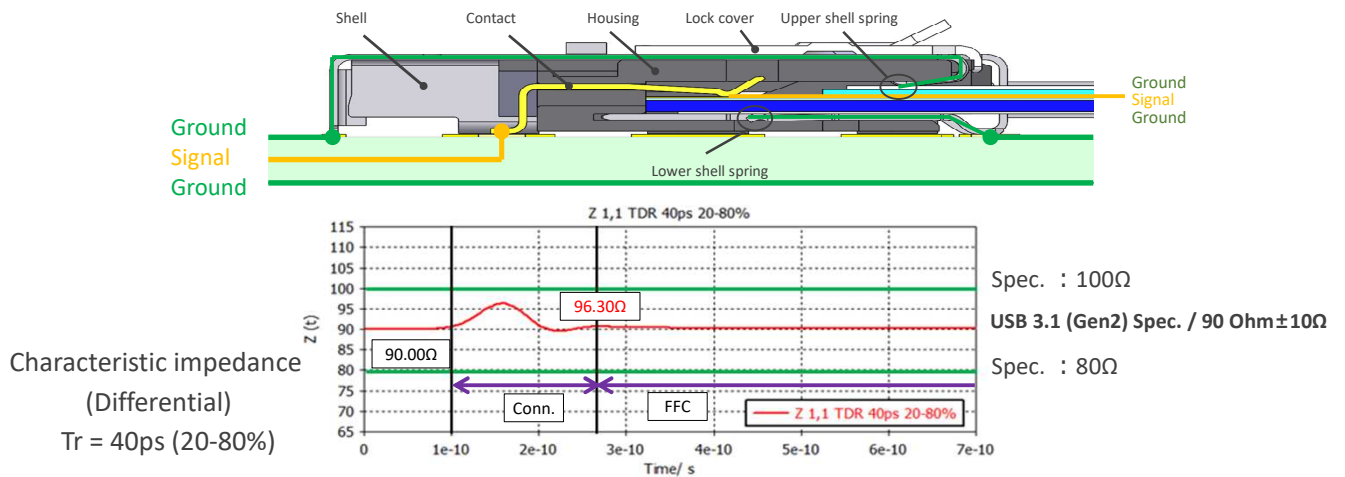 Shell
Contact
Housing
Lock cover
Upper shell spring
Ground
Signal
Ground
Ground
Signal
Ground
Lower shell spring
Z 1,1 TDR 40ps 20-80%
115
110
105
100
95
90
85
80
75
70
65
Z (t)
96.30Ω
90.00Ω
Conn.
FFC
Z 1,1 TDR 40ps 20-80%
0
1e-10
2e-10
3e-10
4e-10
5e-10
6e-10
7e-10
Time/ s
Spec. : 100Ω
USB 3.1 (Gen2) Spec. / 90 Ohm±10Ω
Spec. : 80Ω
Characteristic impedance
(Differential)
Tr = 40ps (20-80%)